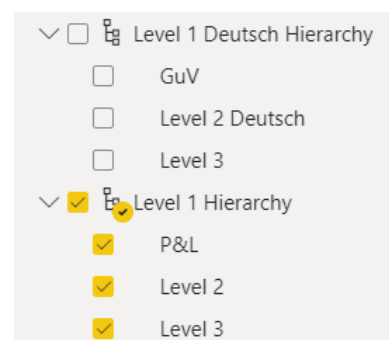 Level 1 Deutsch Hierarchy
GuV
Level 2 Deutsch
Level 3
Level 1 Hierarchy
P&L
Level 2
Level 3